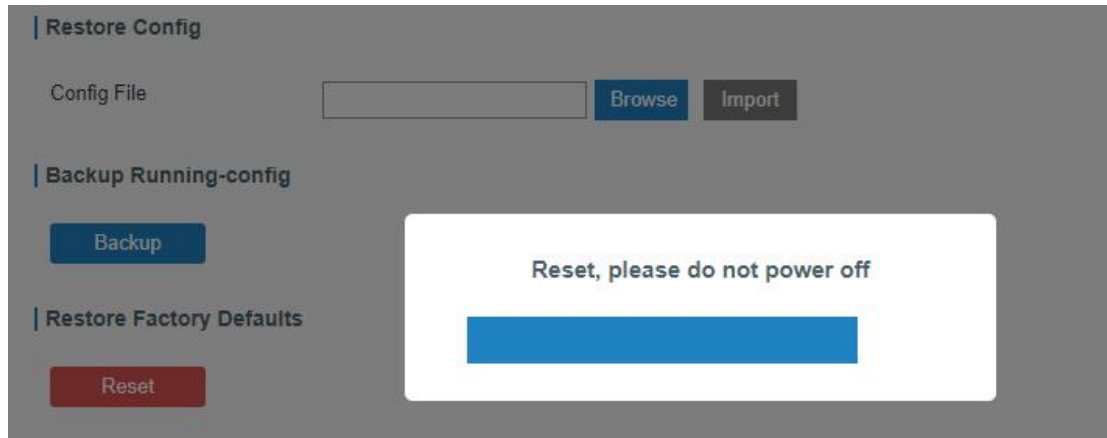 Restore Config
Config File
Browse
Import
Backup Running-config
Backup
Reset, please do not power off
Restore Factory Defaults
Reset